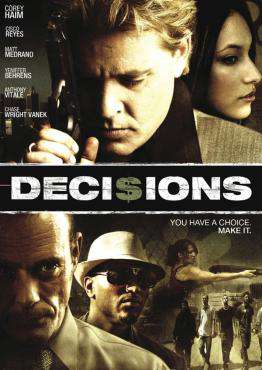 COREY
HAIM
CISCO
REYES
MATT
MEDRANO
YENIFFER
BEHRENS
ANTHONY
VITALE
CHASE
WRIGHT VANEK
DECI$IONS
YOU HAVE A CHOICE.
MAKE IT.